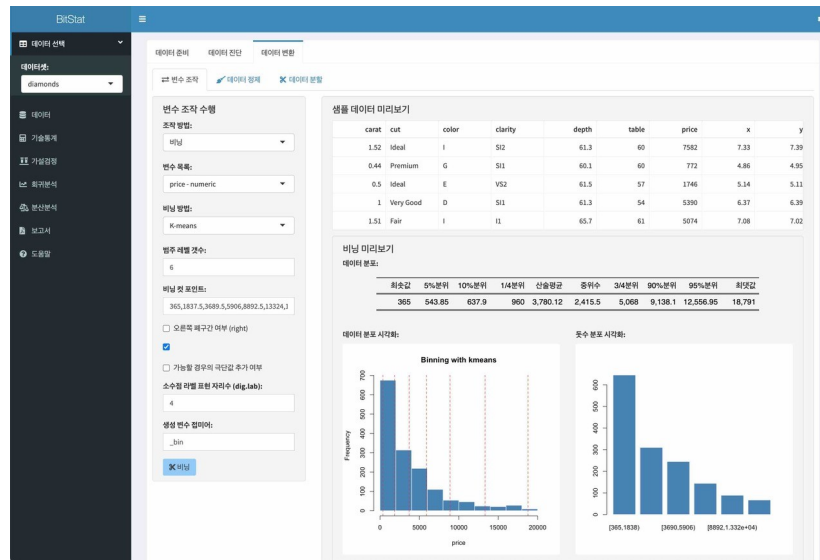 BitStat
데이터 선택
데이터셋:
diamonds
데이터
기술통계
가설검정
회귀분석
분산분석
보고서
도움말
데이터 준비 데이터 진단 데이터 변환
변수 조작 데이터 정제 데이터 분할
변수 조작 수행
조작 방법:
비닝
변수 목록:
price - numeric
비닝 방법:
K-means
범주 레벨 갯수:
6
비닝 컷 포인트:
365,1837.5,3689.5,5906,8892.5,13324,1
오른쪽 폐구간 여부 (right)
가능할 경우의 극단값 추가 여부
소수점 라벨 표현 자리수 (dig.lab):
4
생성 변수 접미어:
_bin
비닝
샘플 데이터 미리보기
carat cut color clarity depth table price x y
1.52 Ideal I SI2 61.3 60 7582 7.33 7.39
0.44 Premium G SI1 60.1 60 772 4.86 4.95
0.5 Ideal E VS2 61.5 57 1746 5.14 5.11
1 Very Good D SI1 61.3 54 5390 6.37 6.39
1.51 Fair I I1 65.7 61 5074 7.08 7.02
비닝 미리보기
데이터 분포:
최솟값 5%분위 10%분위 1/4분위 산술평균 중위수 3/4분위 90%분위 95%분위 최댓값
365 543.85 637.9 960 3,780.12 2,415.5 5,068 9,138.1 12,556.95 18,791
데이터 분포 시각화: 돗수 분포 시각화:
Binning with kmeans
Frequency
0 100 200 300 400 500 600 700
0 5000 10000 15000 20000
price
0 100 200 300 400 500 600
[365,1838) [3690,5906) [8892,1.332e+04)